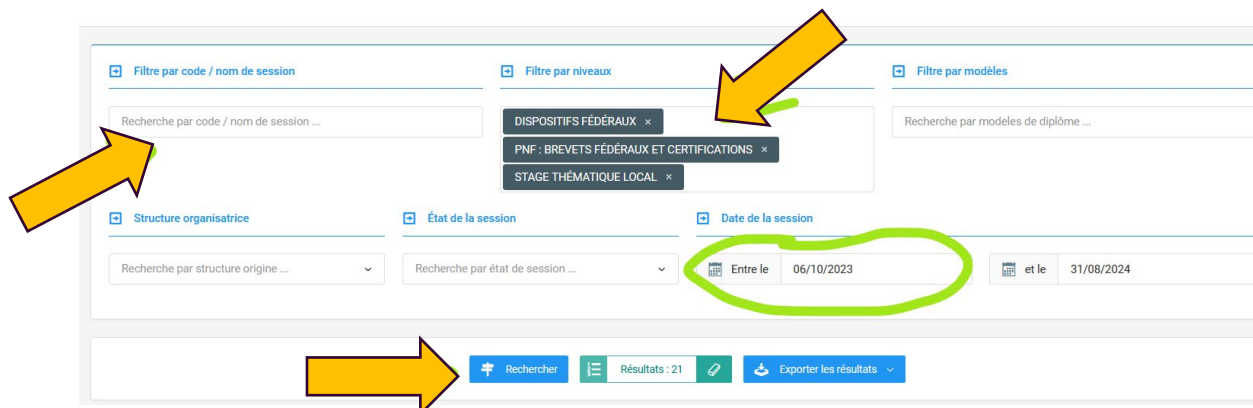 Filtre par code / nom de session
Filtre par niveaux
Filtre par modèles
Recherche par code / nom de session ...
DISPOSITIFS FÉDÉRAUX ×
PNF : BREVETS FÉDÉRAUX ET CERTIFICATIONS ×
STAGE THÉMATIQUE LOCAL ×
Recherche par modeles de diplôme ...
Structure organisatrice
État de la session
Date de la session
Recherche par structure origine ...
Recherche par état de session ...
Entre le 06/10/2023
et le 31/08/2024
Rechercher
Résultats : 21
Exporter les résultats